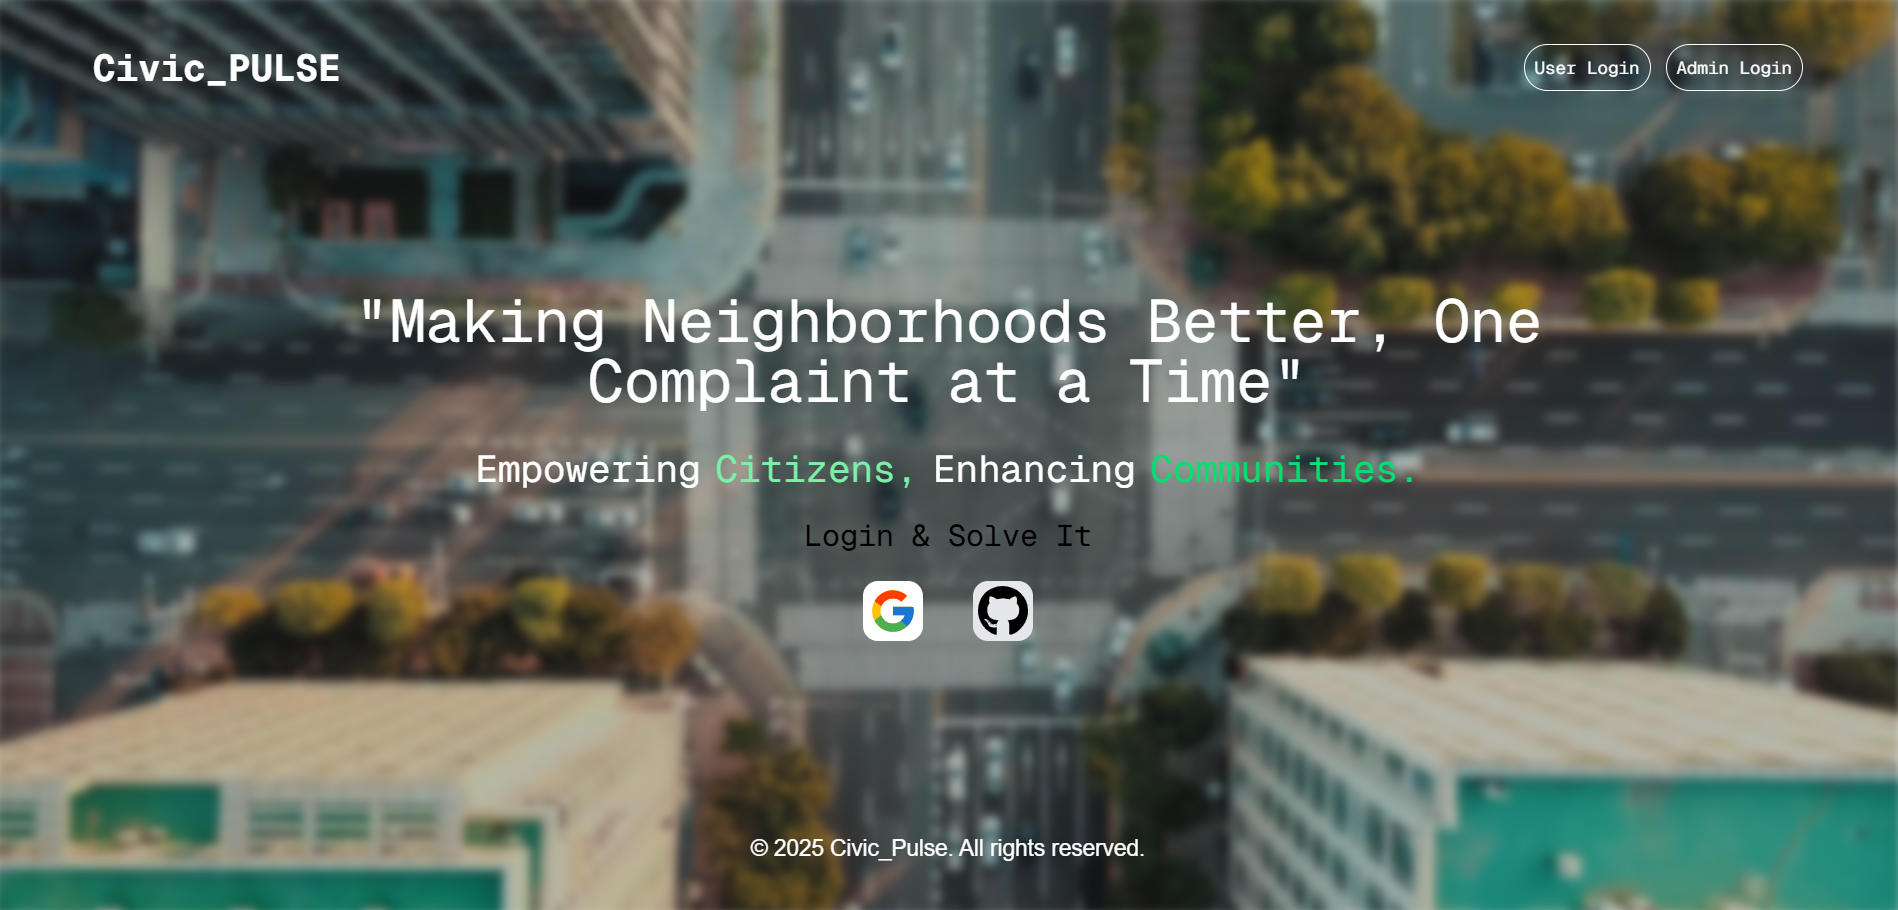 Civic_PULSE
User Login
Admin Login
"Making Neighborhoods Better, One
Complaint at a Time"
Empowering Citizens, Enhancing Communities.
Login & Solve It
© 2025 Civic_Pulse. All rights reserved.